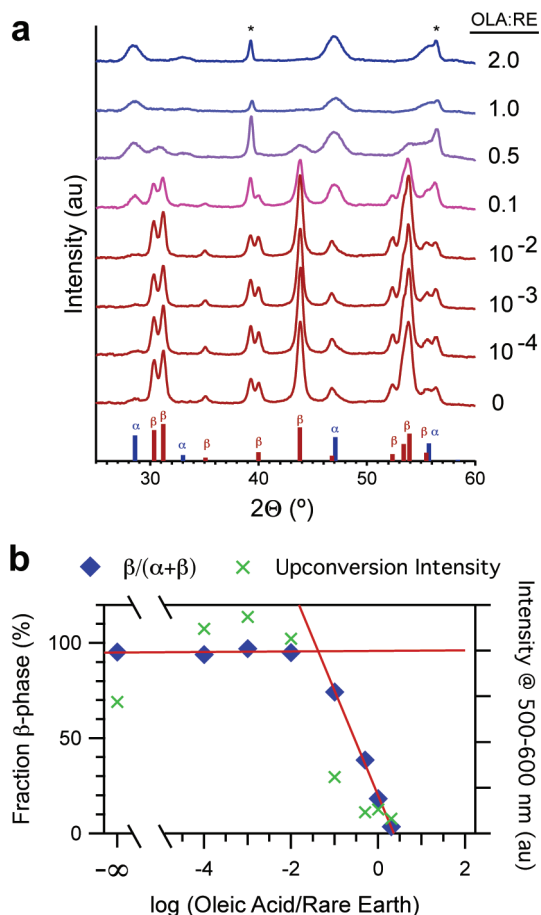 a
OLA:RE
* *
2.0
1.0
0.5
0.1
10-2
10-3
10-4
0
Intensity (au)
α β β α β β β α β β β α
30 40 50 60
2Θ (º)
b
β/(α+β) Upconversion Intensity
Fraction β-phase (%)
100
50
0
Intensity @ 500-600 nm (au)
-∞ -4 -2 0 2
log (Oleic Acid/Rare Earth)